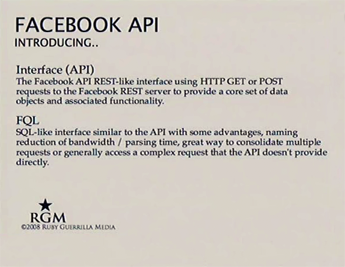 FACEBOOK API
INTRODUCING..
Interface (API)
The Facebook API REST-like interface using HTTP GET or POST
requests to the Facebook REST server to provide a core set of data
objects and associated functionality.
FQL
SQL-like interface similar to the API with some advantages, naming
reduction of bandwidth / parsing time, great way to consolidate multiple
requests or generally access a complex request that the API doesn't provide
directly.
RGM
©2008 RUBY GUERRILLA MEDIA